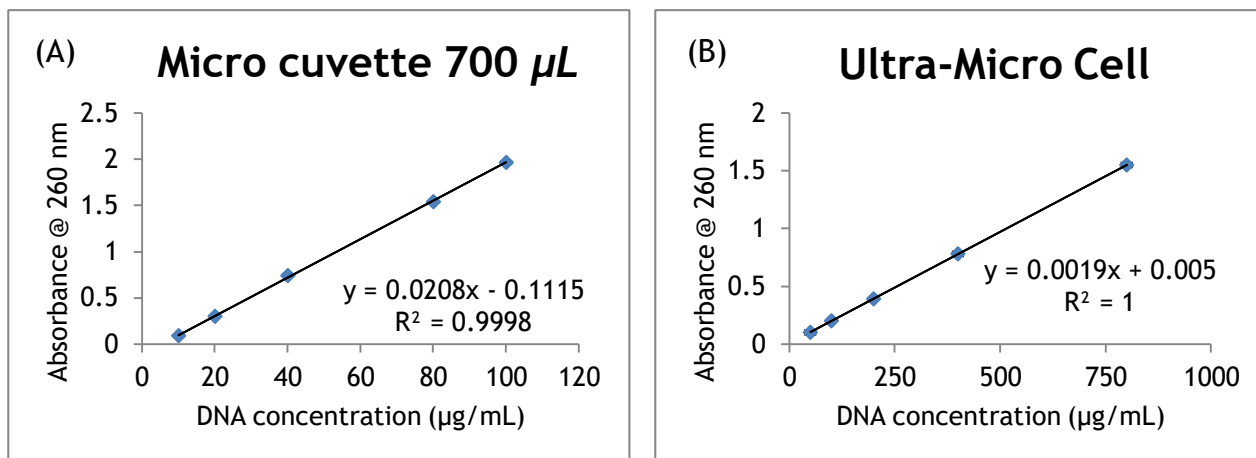 (A)
Micro cuvette 700 µL
2.5
2
1.5
1
0.5
0
Absorbance @ 260 nm
y = 0.0208x - 0.1115
R² = 0.9998
0 20 40 60 80 100 120
DNA concentration (µg/mL)
(B)
Ultra-Micro Cell
2
1.5
1
0.5
0
Absorbance @ 260 nm
y = 0.0019x + 0.005
R² = 1
0 250 500 750 1000
DNA concentration (µg/mL)